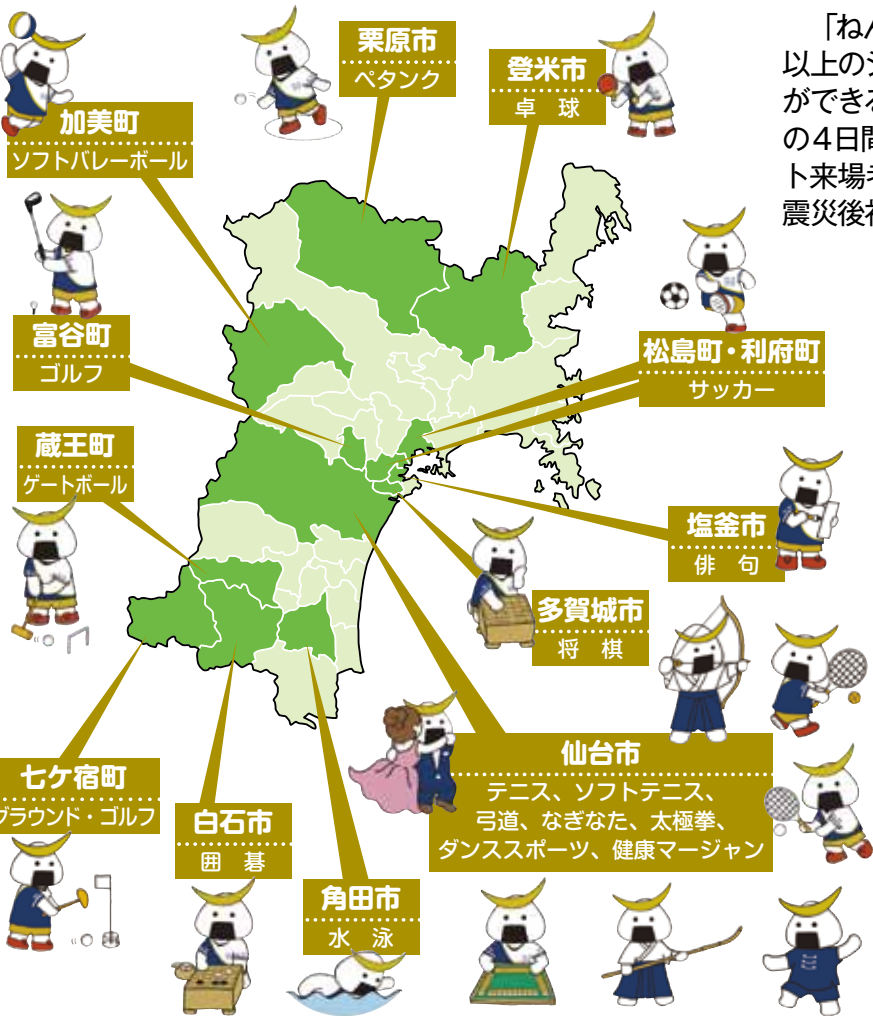 栗原市
ペタンク
登米市
卓 球
加美町
ソフトバレーボール
「ねん
以上の
ができる
の4日間
ト来場者
震災後初
富谷町
ゴルフ
松島町・利府町
サッカー
蔵王町
ゲートボール
塩釜市
俳 句
多賀城市
将 棋
仙台市
テニス、ソフトテニス、
弓道、なぎなた、太極拳、
ダンススポーツ、健康マージャン
七ケ宿町
グラウンド・ゴルフ
白石市
囲 碁
角田市
水 泳